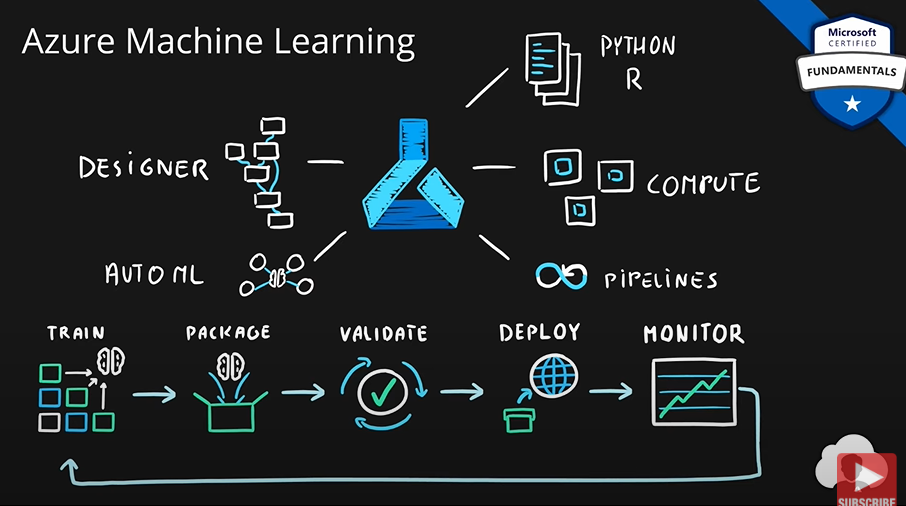 Azure Machine Learning
Microsoft
CERTIFIED
FUNDAMENTALS
PYTHON
R
DESIGNER
COMPUTE
AUTO ML
PIPELINES
TRAIN
PACKAGE
VALIDATE
DEPLOY
MONITOR
SUBSCRIBE